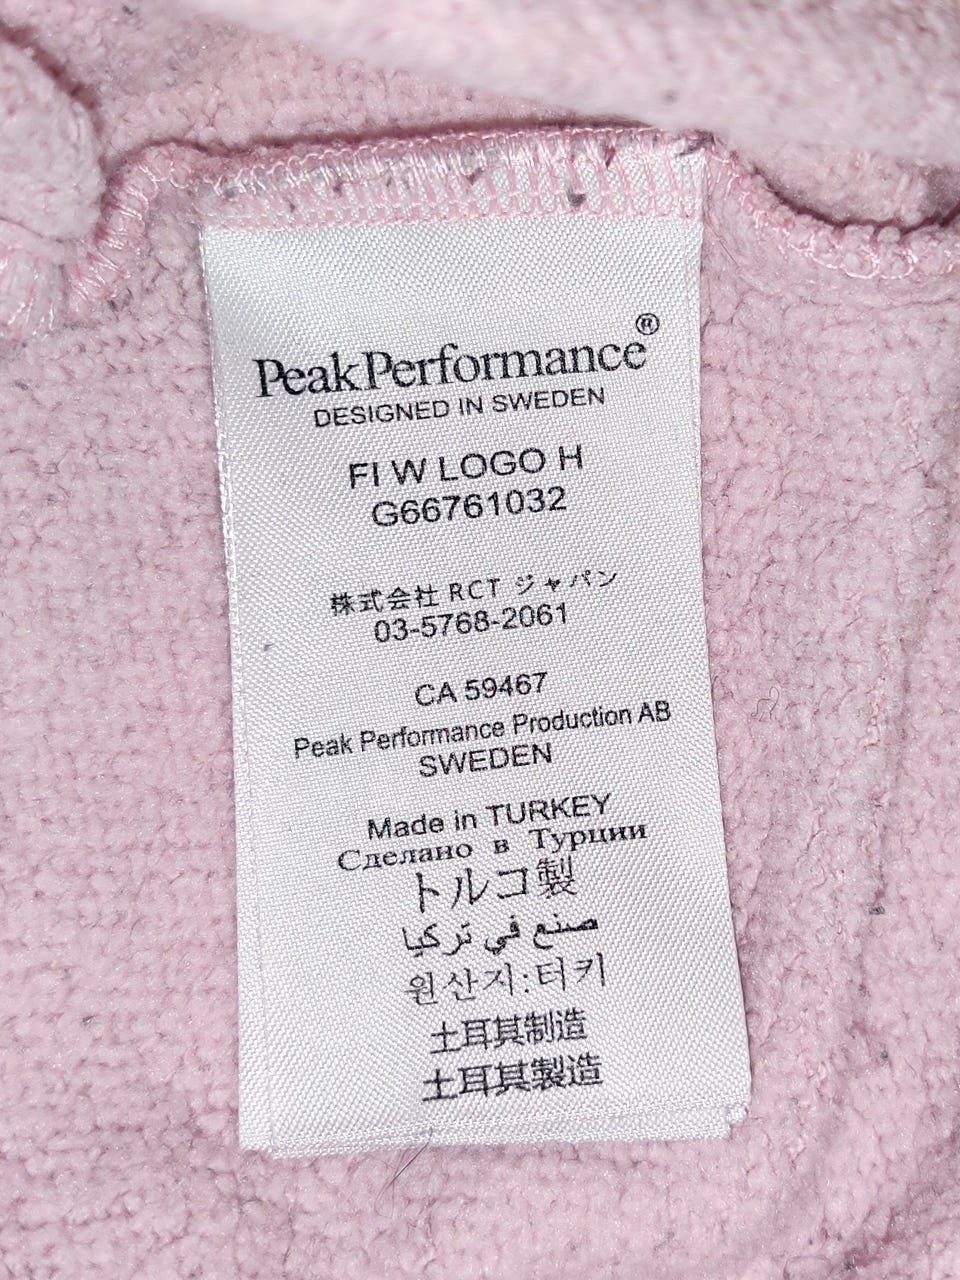 PeakPerformance®
DESIGNED IN SWEDEN
FI W LOGO H
G66761032
株式会社 RCT ジャパン
03-5768-2061
CA 59467
Peak Performance Production AB
SWEDEN
Made in TURKEY
Сделано в Турции
トルコ製
صنع في تركيا
원산지:터키
土耳其制造
土耳其製造